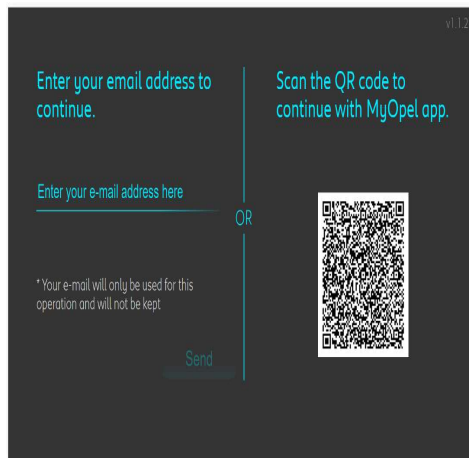 v1.1.2
Enter your email address to
continue.
Enter your e-mail address here
* Your e-mail will only be used for this
operation and will not be kept
Send
OR
Scan the QR code to
continue with MyOpel app.